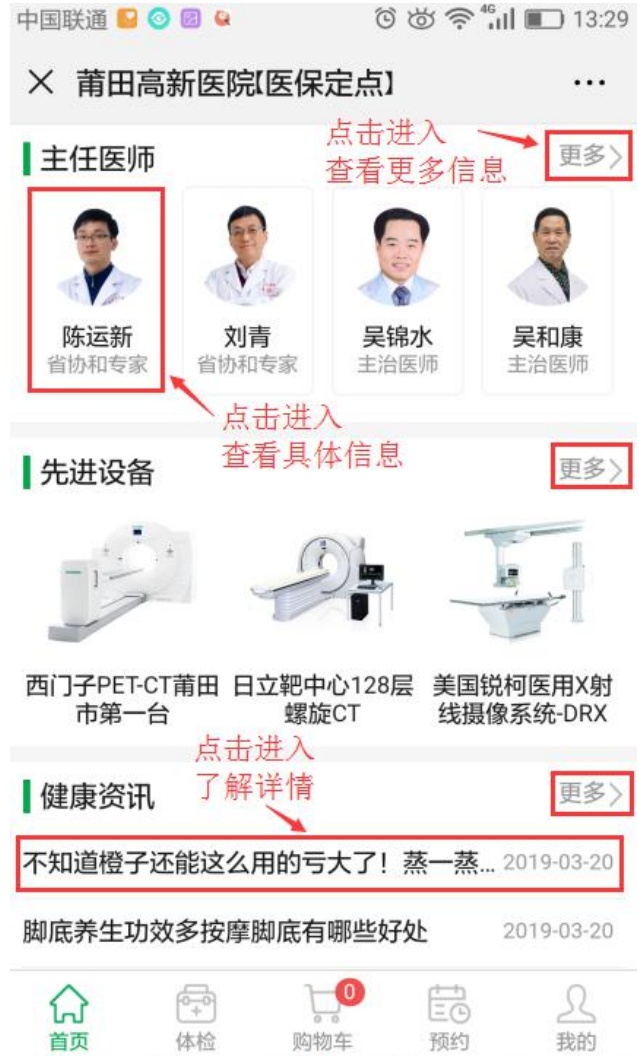 中国联通 4G 13:29
莆田高新医院【医保定点】 ...
点击进入
查看更多信息
主任医师 更多>
陈运新 刘青 吴锦水 吴和康
省协和专家 省协和专家 主治医师 主治医师
点击进入
查看具体信息
先进设备 更多>
西门子PET-CT莆田 日立靶中心128层 美国锐柯医用X射
市第一台 螺旋CT 线摄像系统-DRX
点击进入
了解详情
健康资讯 更多>
不知道橙子还能这么用的亏大了！蒸一蒸... 2019-03-20
脚底养生功效多按摩脚底有哪些好处 2019-03-20
0
首页 体检 购物车 预约 我的